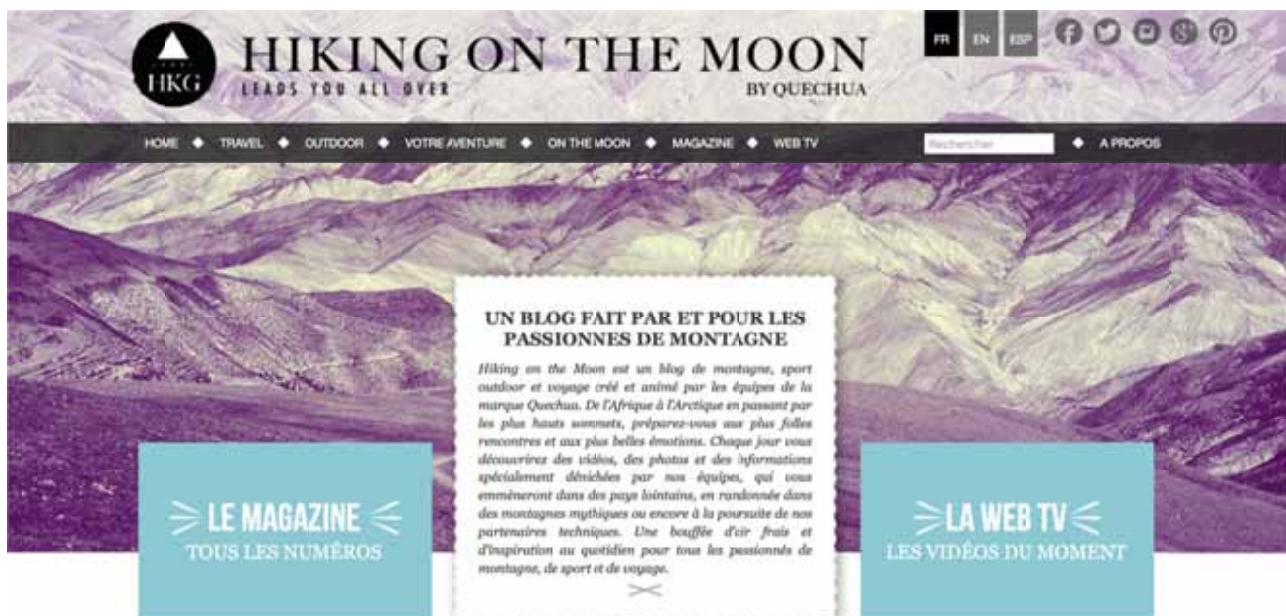 HKG
HIKING ON THE MOON
LEADS YOU ALL OVER
BY QUECHUA
FR EN ESP
HOME ◆ TRAVEL ◆ OUTDOOR ◆ VOTRE AVENTURE ◆ ON THE MOON ◆ MAGAZINE ◆ WEB TV
Rechercher
◆ A PROPOS
UN BLOG FAIT PAR ET POUR LES
PASSIONNES DE MONTAGNE
Hiking on the Moon est un blog de montagne, sport
outdoor et voyage créé et animé par les équipes de la
marque Quechua. De l'Afrique à l'Arctique en passant par
les plus hauts sommets, préparez-vous aux plus folles
rencontres et aux plus belles émotions. Chaque jour vous
découvrirez des vidéos, des photos et des informations
spécialement dénichées par nos équipes, qui vous
emmèneront dans des pays lointains, en randonnée dans
des montagnes mythiques ou encore à la poursuite de nos
partenaires techniques. Une bouffée d'air frais et
d'inspiration au quotidien pour tous les passionnés de
montagne, de sport et de voyage.
LE MAGAZINE
TOUS LES NUMÉROS
LA WEB TV
LES VIDÉOS DU MOMENT